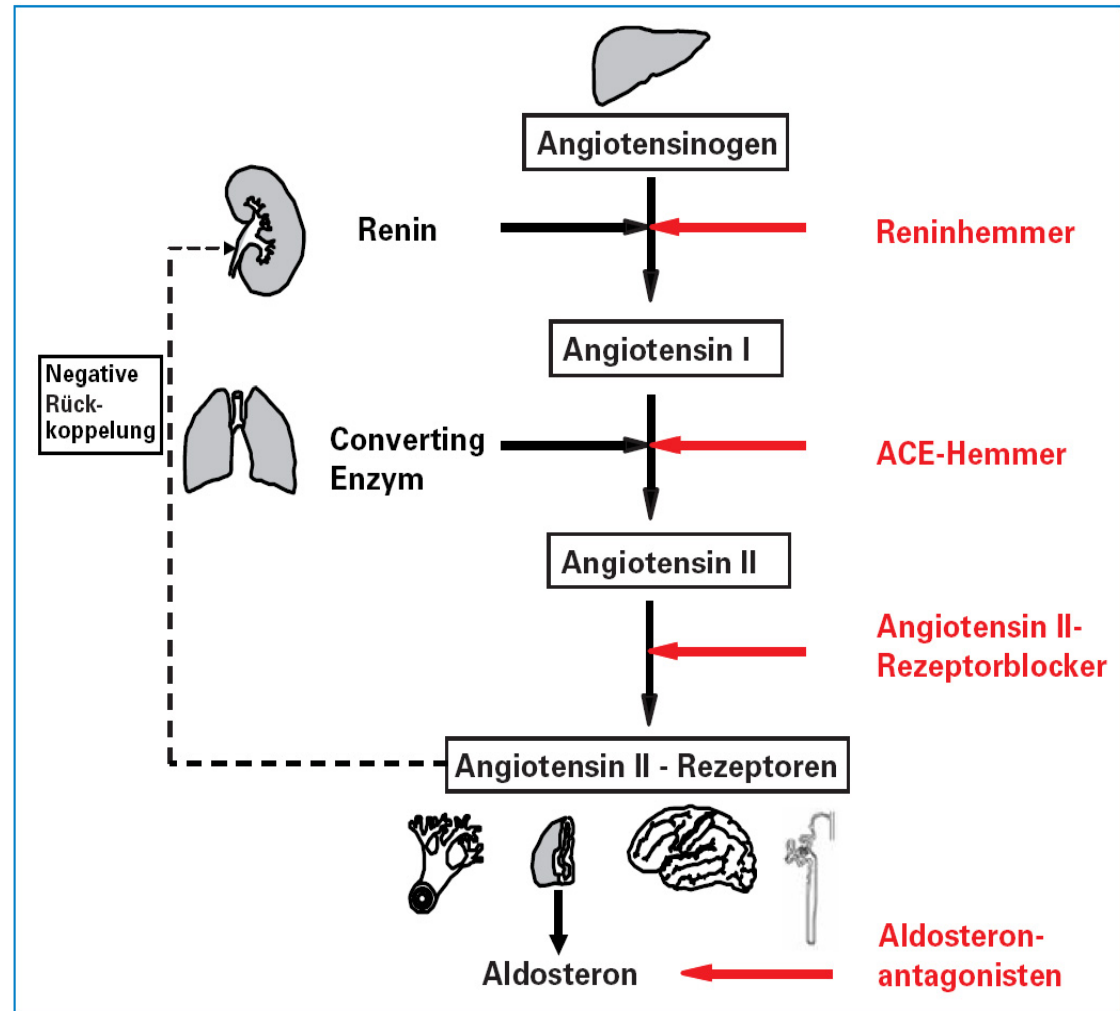 Angiotensinogen
Renin
Reninhemmer
Angiotensin I
Negative
Rück-
koppelung
Converting
Enzym
ACE-Hemmer
Angiotensin II
Angiotensin II-
Rezeptorblocker
Angiotensin II - Rezeptoren
Aldosteron
Aldosteron-
antagonisten